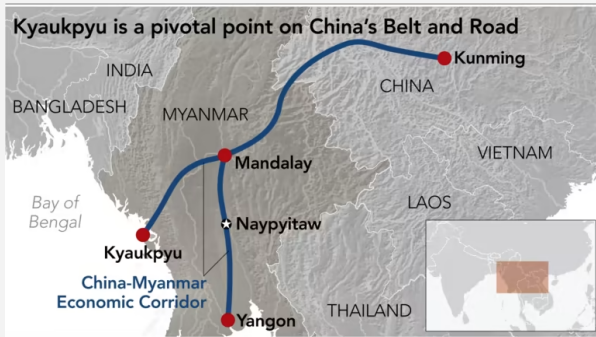 Kyaukpyu is a pivotal point on China's Belt and Road
Kunming
INDIA
CHINA
BANGLADESH
MYANMAR
Mandalay
VIETNAM
LAOS
Bay of
Bengal
Naypyitaw
Kyaukpyu
China-Myanmar
Economic Corridor
THAILAND
Yangon